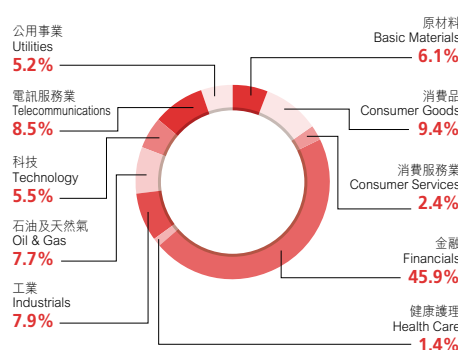 公用事業
Utilities
5.2%
電訊服務業
Telecommunications
8.5%
科技
Technology
5.5%
石油及天然氣
Oil & Gas
7.7%
工業
Industrials
7.9%
原材料
Basic Materials
6.1%
消費品
Consumer Goods
9.4%
消費服務業
Consumer Services
2.4%
金融
Financials
45.9%
健康護理
Health Care
1.4%